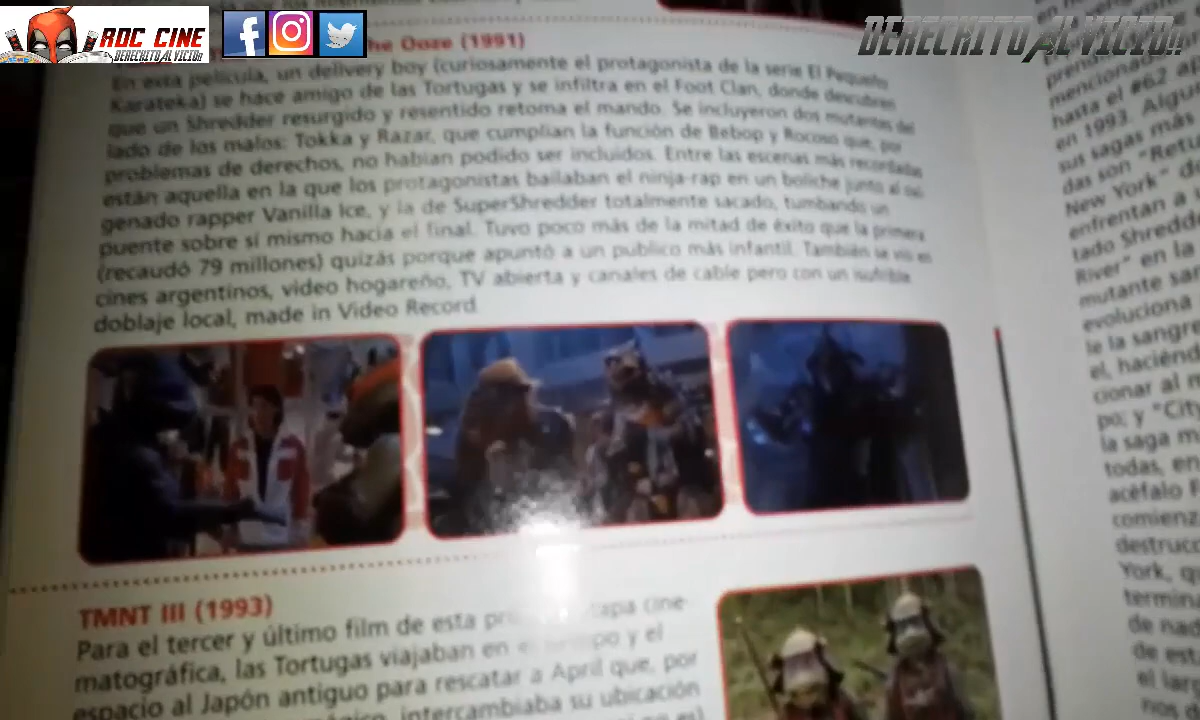 RDC CINE
DERECHITO AL VICIO!!
DERECHITO AL VICIO!!
he Ooze (1991)
En esta película, un delivery boy (curiosamente el protagonista de la serie El Pequeño
Karateka) se hace amigo de las Tortugas y se infiltra en el Foot Clan, donde descubren
que un Shredder resurgido y resentido retoma el mando. Se incluyeron dos mutantes del
lado de los malos: Tokka y Razar, que cumplían la función de Bebop y Rocoso que, por
problemas de derechos, no habían podido ser incluidos. Entre las escenas más recordadas
están aquella en la que los protagonistas bailaban el ninja-rap en un boliche junto al oxi-
genado rapper Vanilla Ice, y la de SuperShredder totalmente sacado, tumbando un
puente sobre sí mismo hacia el final. Tuvo poco más de la mitad de éxito que la primera
(recaudó 79 millones) quizás porque apuntó a un publico más infantil. También se vio en
cines argentinos, video hogareño, TV abierta y canales de cable pero con un sufrible
doblaje local, made in Video Record
TMNT III (1993)
Para el tercer y último film de esta cine-
matográfica, las Tortugas viajaban en y el
espacio al Japón antiguo para rescatar a April que, por
intercambiaba su ubicación
mencionad
hasta el #62 ap
en 1993. Algu
sus sagas más
das son "Retu
New York" de
enfrentan a
tado Shredd
River" en la
mutante sa
evoluciona
le la sangr
el, haciénd
cionar al m
po; y "Cit
la saga m
todas, en
acéfalo F
comienz
destrucc
York, qu
termina
de nad
de est
el larg